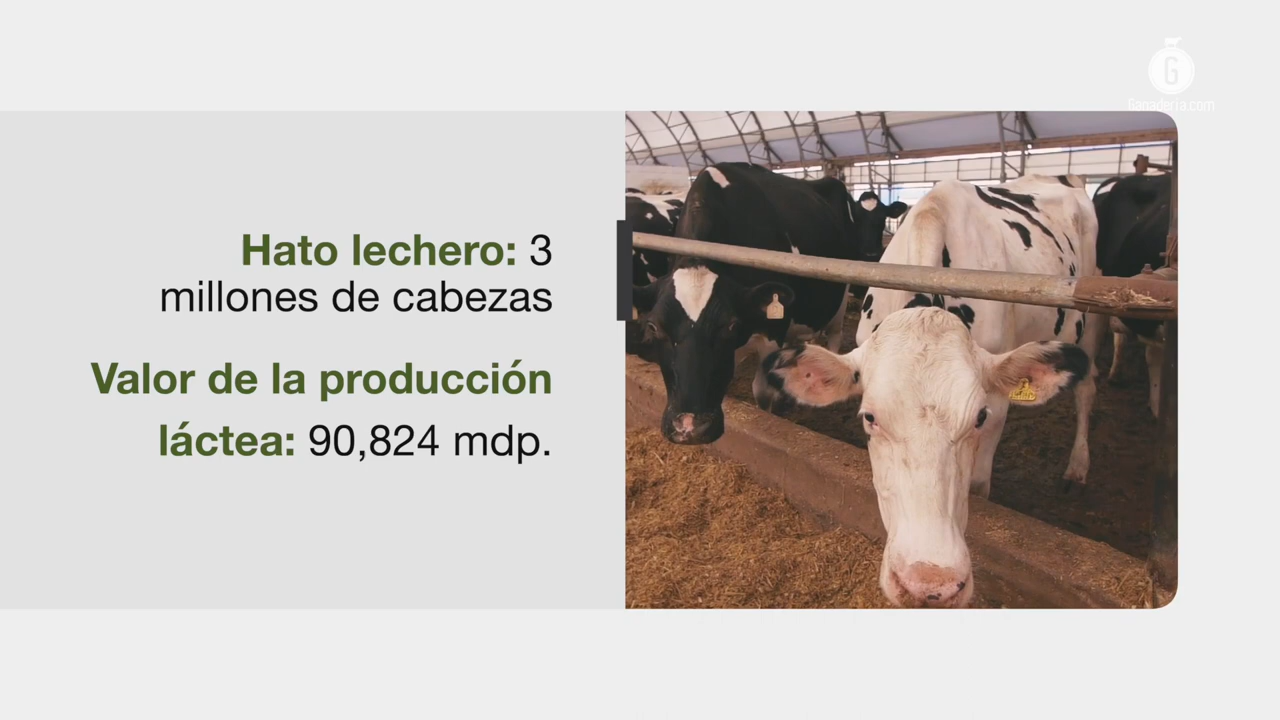 G
Ganaderia.com
Hato lechero: 3
millones de cabezas
Valor de la producción
láctea: 90,824 mdp.